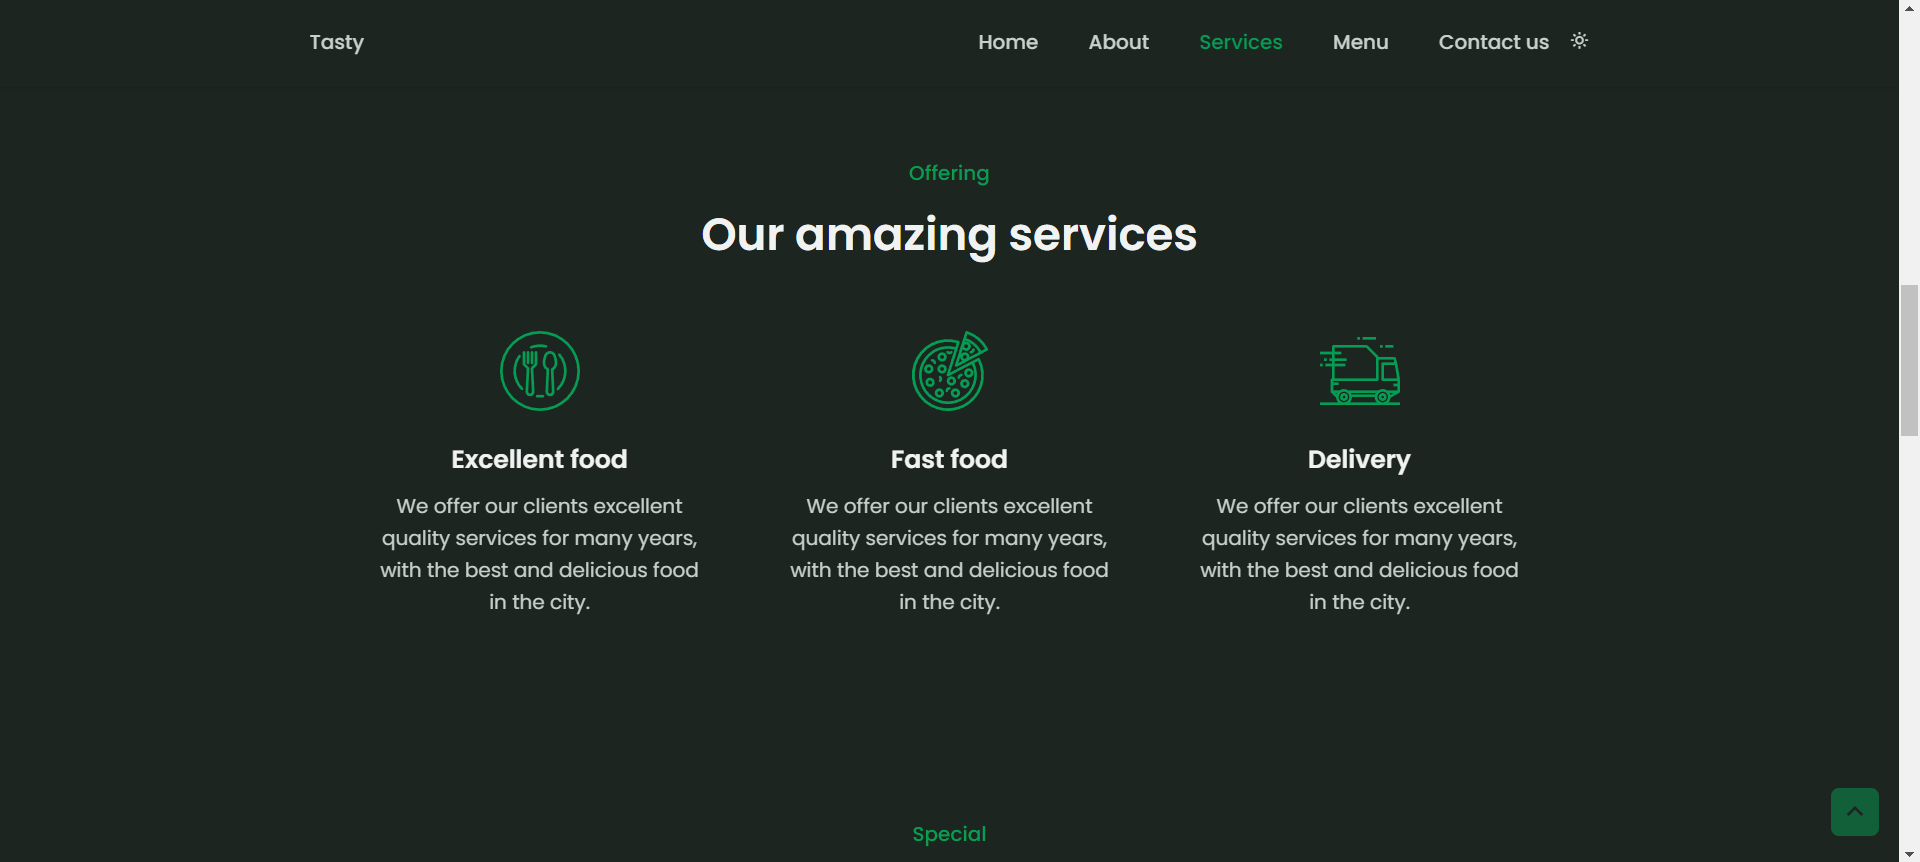 Tasty
Home
About
Services
Menu
Contact us
Offering
Our amazing services
Excellent food
We offer our clients excellent
quality services for many years,
with the best and delicious food
in the city.
Fast food
We offer our clients excellent
quality services for many years,
with the best and delicious food
in the city.
Delivery
We offer our clients excellent
quality services for many years,
with the best and delicious food
in the city.
Special